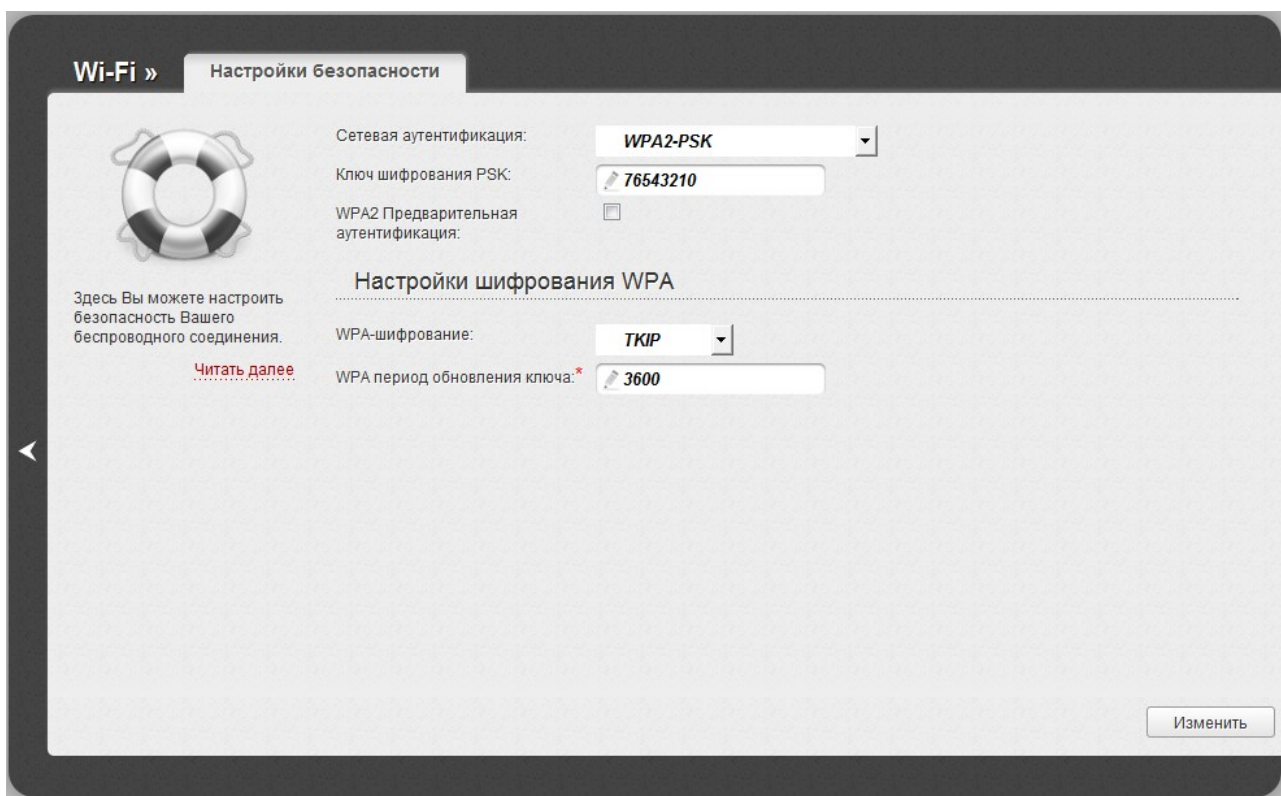 Wi-Fi »
Настройки безопасности
Здесь Вы можете настроить
безопасность Вашего
беспроводного соединения.
Читать далее
Сетевая аутентификация:
WPA2-PSK
Ключ шифрования PSK:
76543210
WPA2 Предварительная
аутентификация:
Настройки шифрования WPA
WPA-шифрование:
TKIP
WPA период обновления ключа:*
3600
Изменить